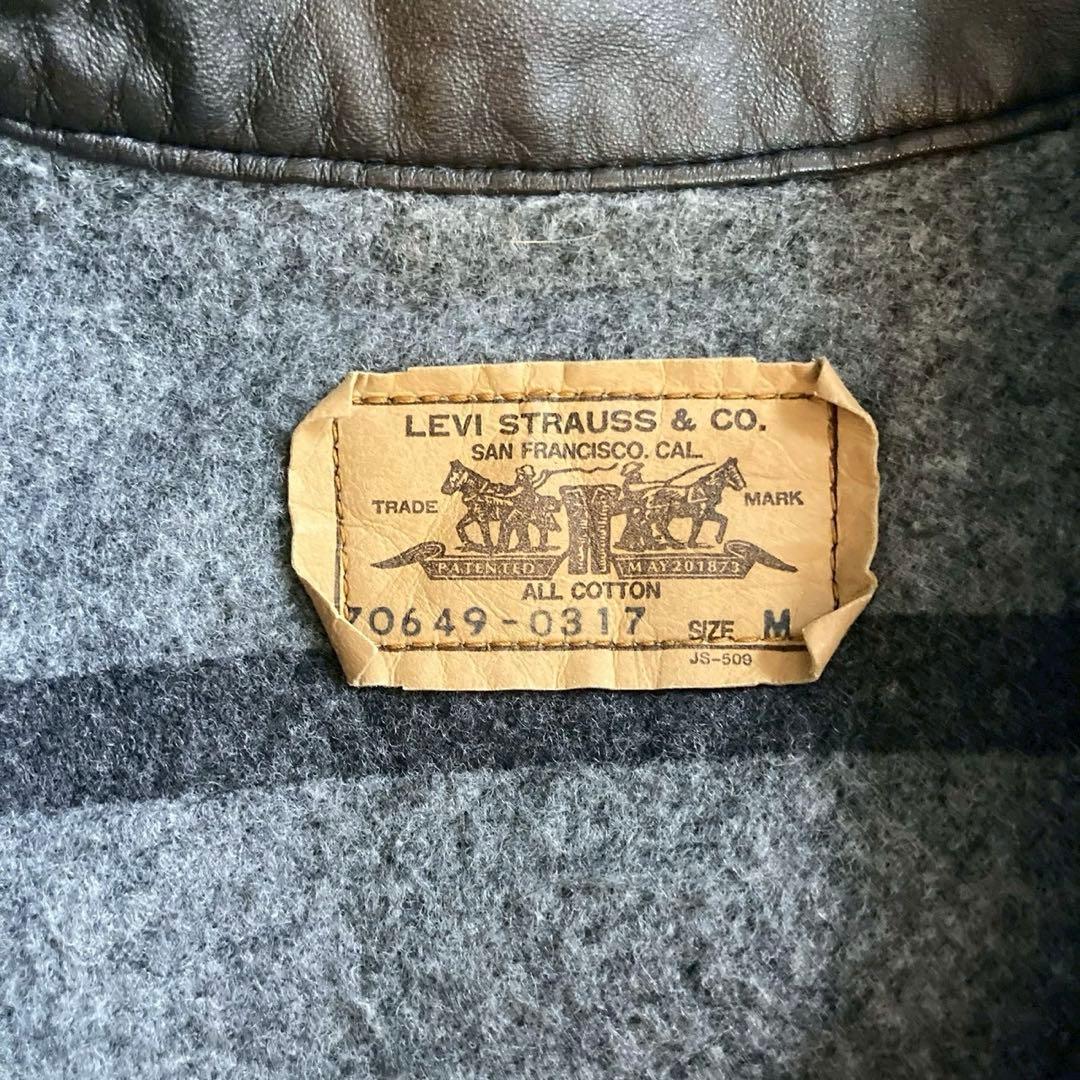 LEVI STRAUSS & CO.
SAN FRANCISCO. CAL.
TRADE MARK
PATENTED MAY 20 1873
ALL COTTON
70649-0317 SIZE M
JS-509